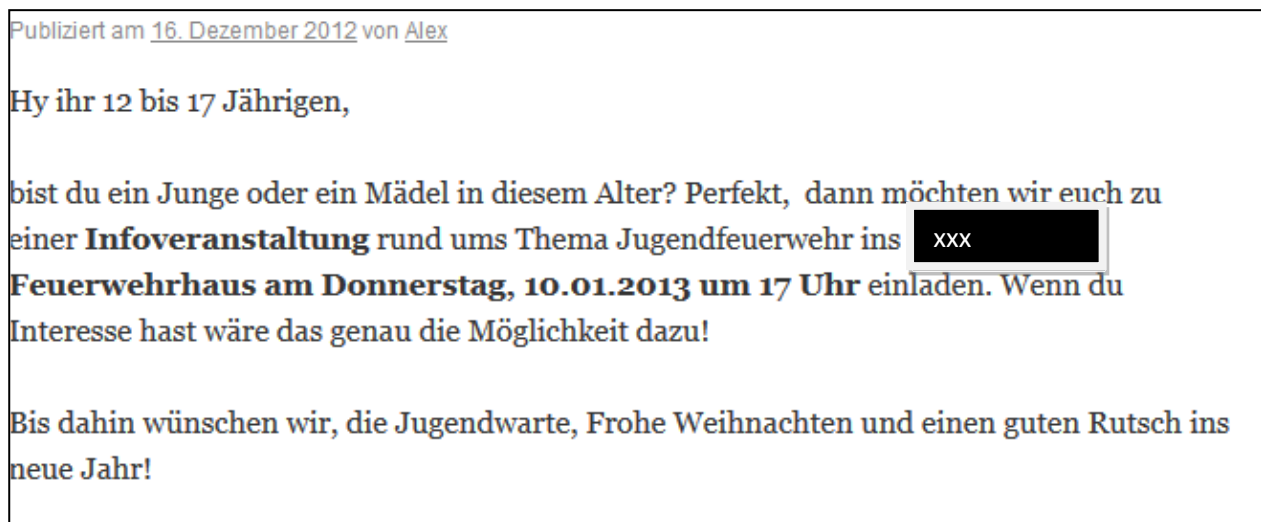 Publiziert am 16. Dezember 2012 von Alex
Hy ihr 12 bis 17 Jährigen,
bist du ein Junge oder ein Mädel in diesem Alter? Perfekt, dann möchten wir euch zu
einer Infoveranstaltung rund ums Thema Jugendfeuerwehr ins xxx
Feuerwehrhaus am Donnerstag, 10.01.2013 um 17 Uhr einladen. Wenn du
Interesse hast wäre das genau die Möglichkeit dazu!
Bis dahin wünschen wir, die Jugendwarte, Frohe Weihnachten und einen guten Rutsch ins
neue Jahr!